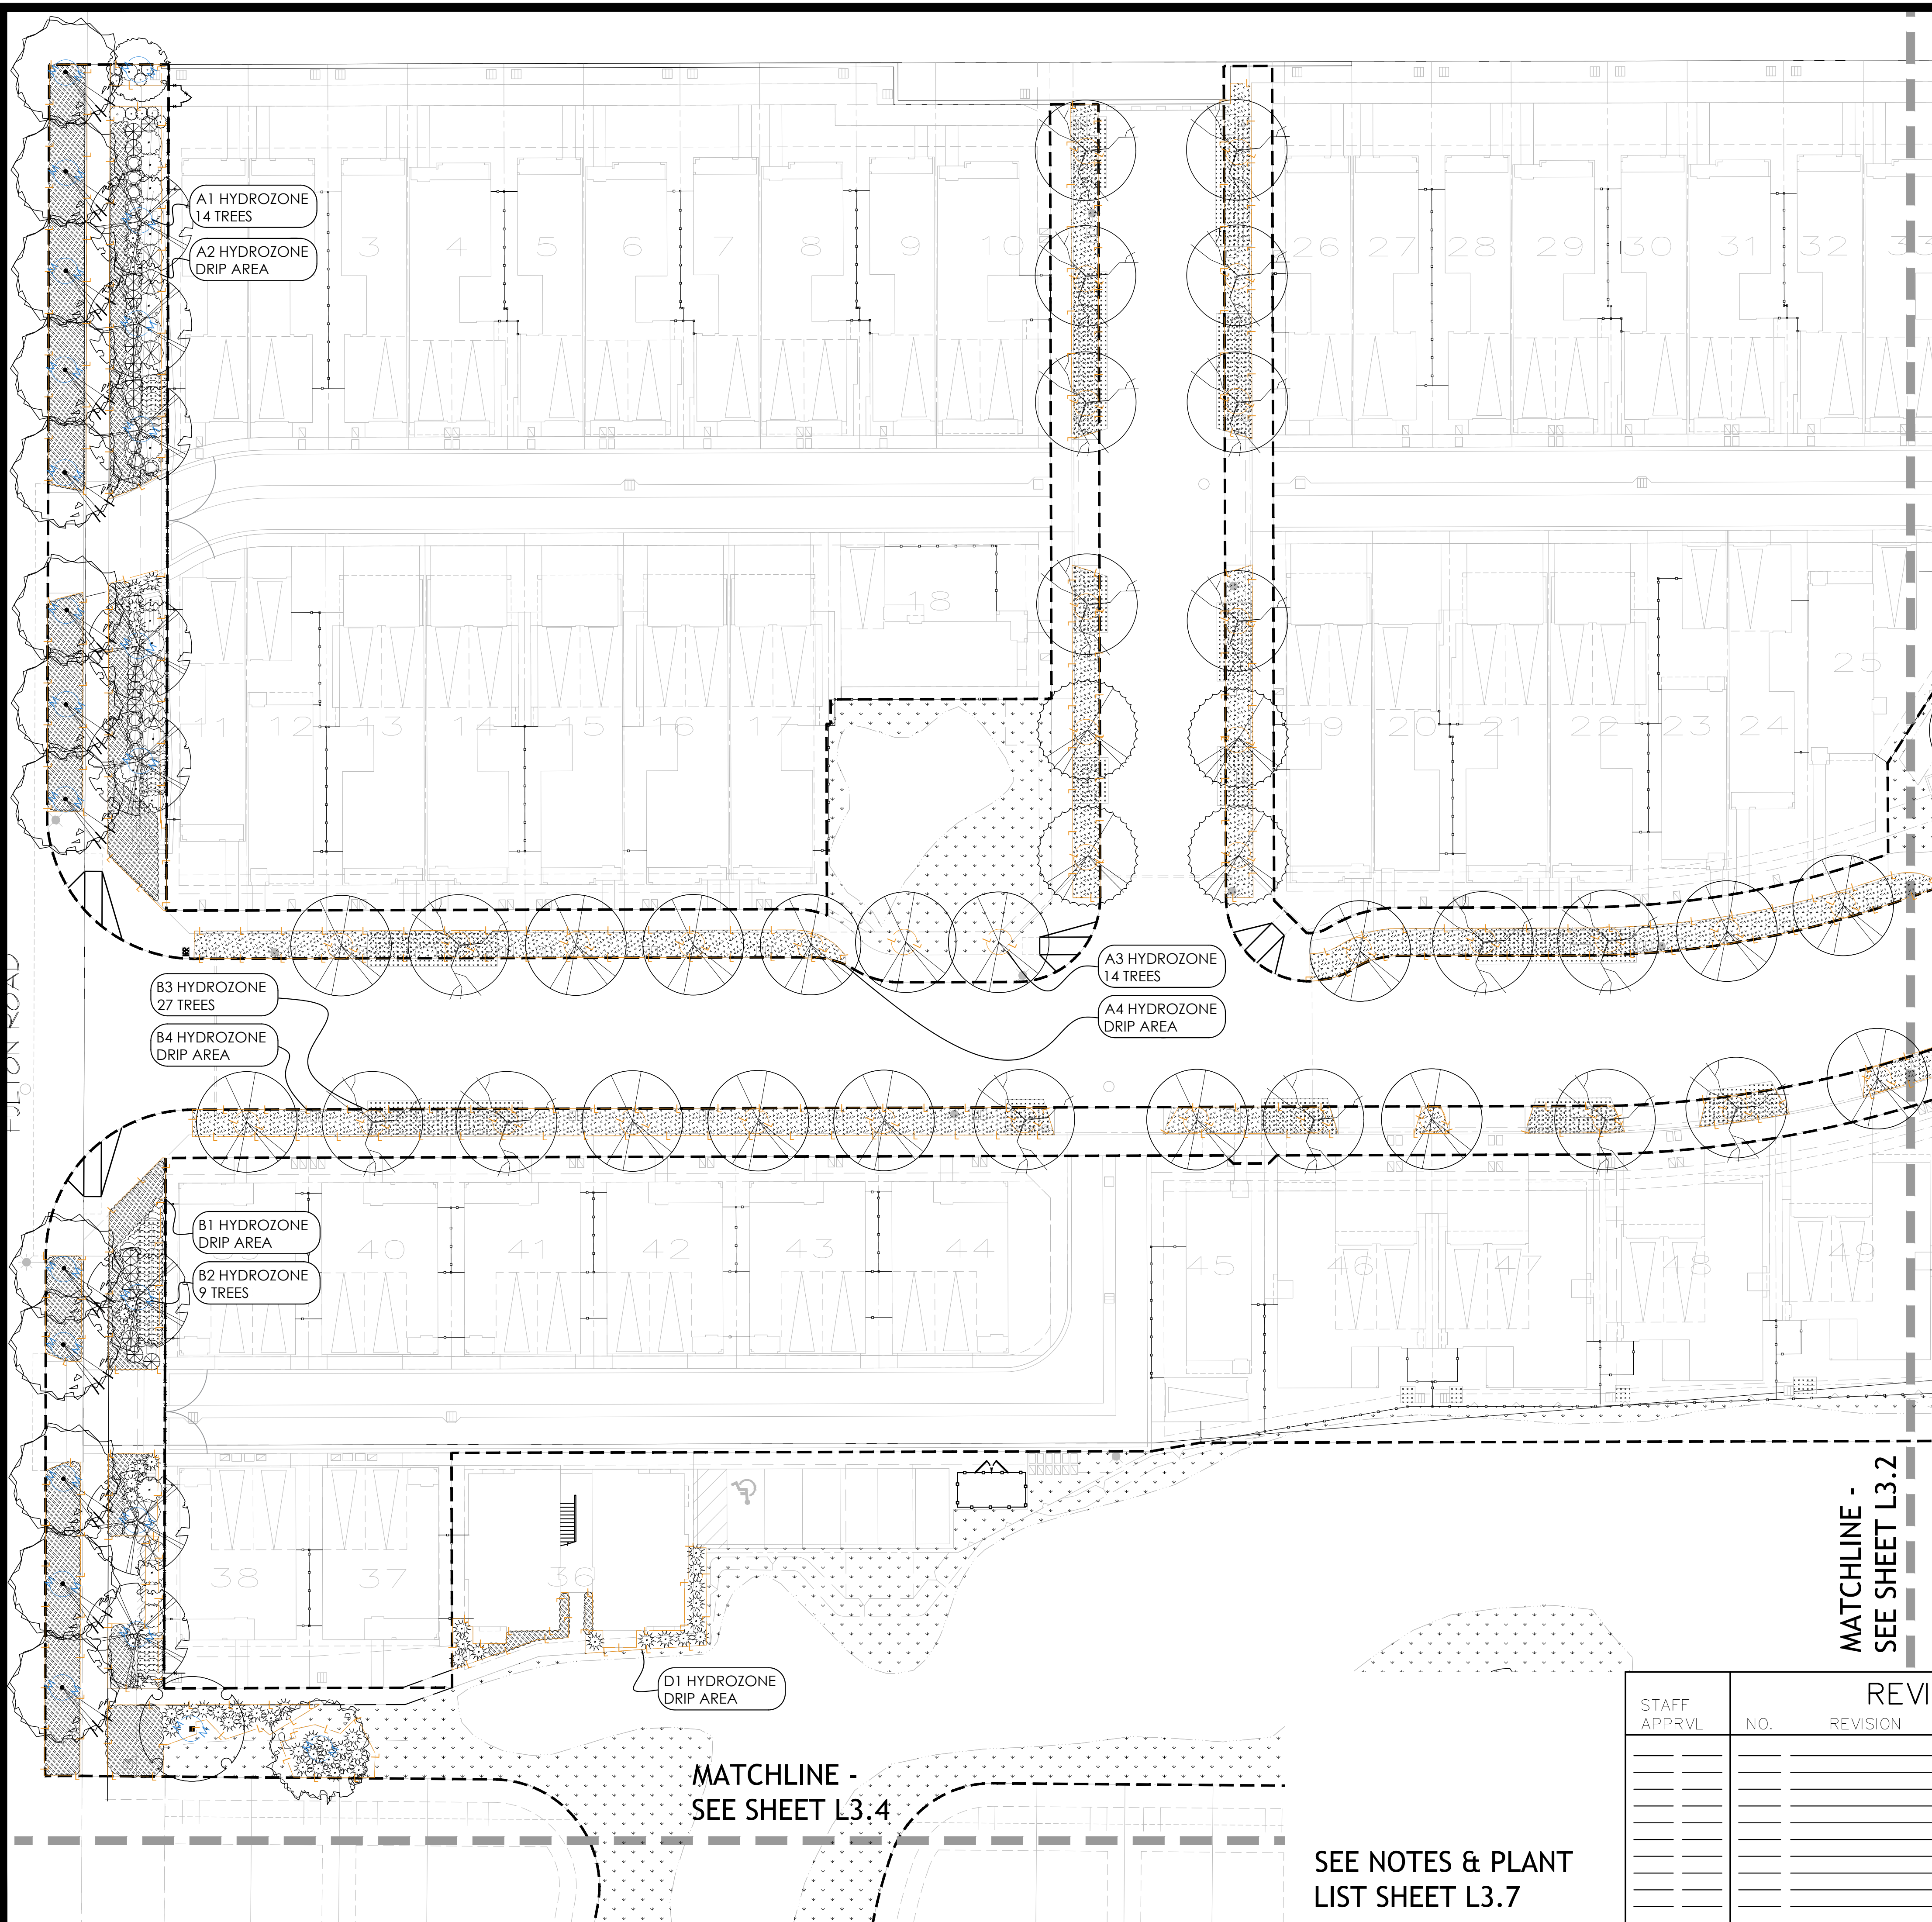 A1 HYDROZONE
14 TREES
A2 HYDROZONE
DRIP AREA
3
4
5
6
7
8
9
10
26
27
28
29
30
31
32
33
18
25
11
12
13
14
15
16
17
19
20
21
22
23
24
FULTON ROAD
A3 HYDROZONE
14 TREES
A4 HYDROZONE
DRIP AREA
B3 HYDROZONE
27 TREES
B4 HYDROZONE
DRIP AREA
B1 HYDROZONE
DRIP AREA
B2 HYDROZONE
9 TREES
40
41
42
43
44
45
46
47
48
49
38
37
36
D1 HYDROZONE
DRIP AREA
MATCHLINE -
SEE SHEET L3.2
MATCHLINE -
SEE SHEET L3.4
SEE NOTES & PLANT
LIST SHEET L3.7
REVI
STAFF
APPRVL
NO.
REVISION